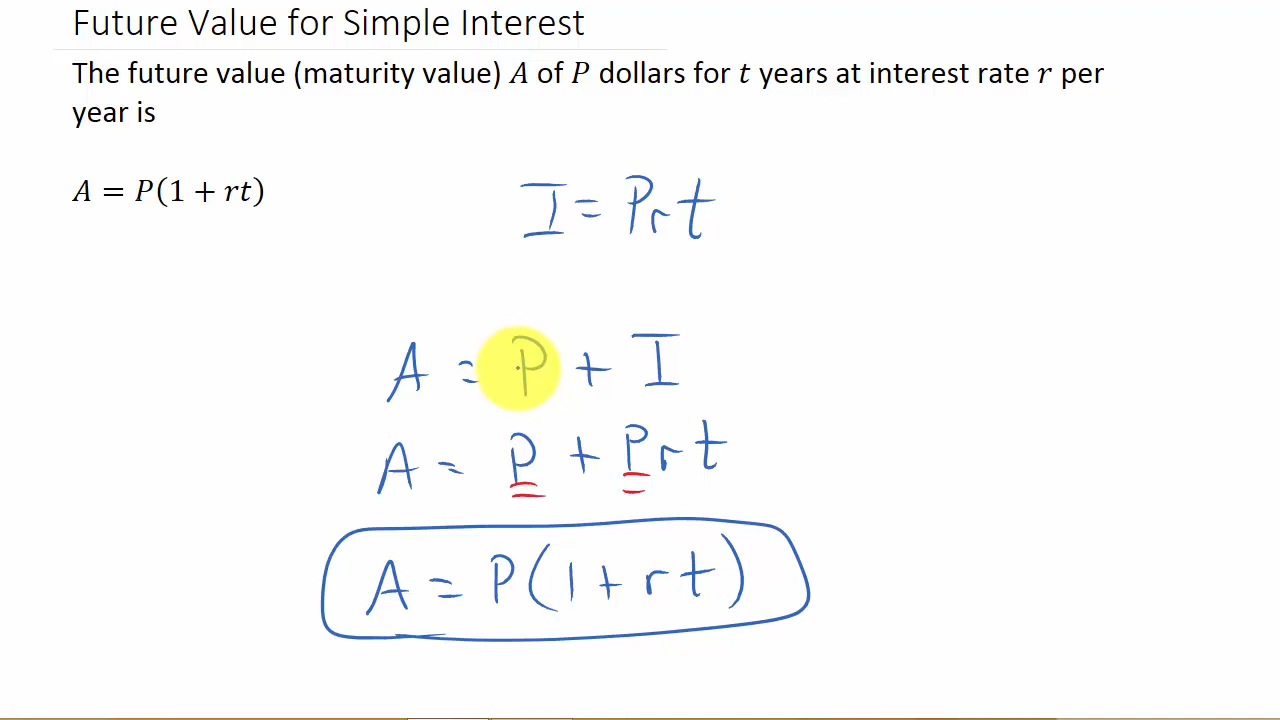 Future Value for Simple Interest
The future value (maturity value) A of P dollars for t years at interest rate r per
year is
A = P(1 + rt)
I = Prt
A = P + I
A = P + Prt
A = P(1 + rt)